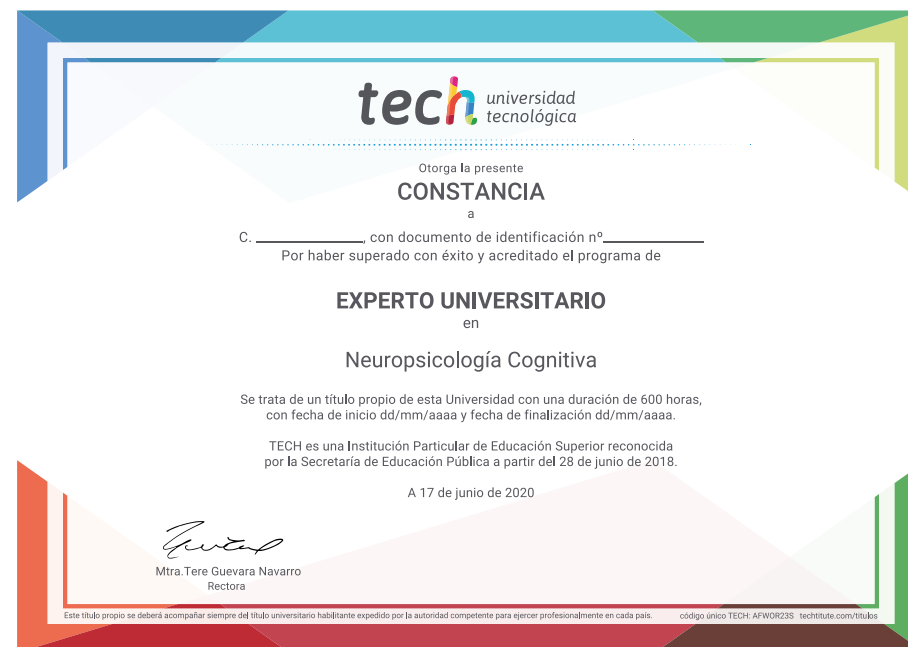 tech universidad
tecnológica
Otorga la presente
CONSTANCIA
a
C. ____________, con documento de identificación nº____________
Por haber superado con éxito y acreditado el programa de
EXPERTO UNIVERSITARIO
en
Neuropsicología Cognitiva
Se trata de un título propio de esta Universidad con una duración de 600 horas,
con fecha de inicio dd/mm/aaaa y fecha de finalización dd/mm/aaaa.
TECH es una Institución Particular de Educación Superior reconocida
por la Secretaría de Educación Pública a partir del 28 de junio de 2018.
A 17 de junio de 2020
Mtra.Tere Guevara Navarro
Rectora
Este título propio se deberá acompañar siempre del título universitario habilitante expedido por la autoridad competente para ejercer profesionalmente en cada país. código único TECH: AFWOR23S techtitute.com/titulos